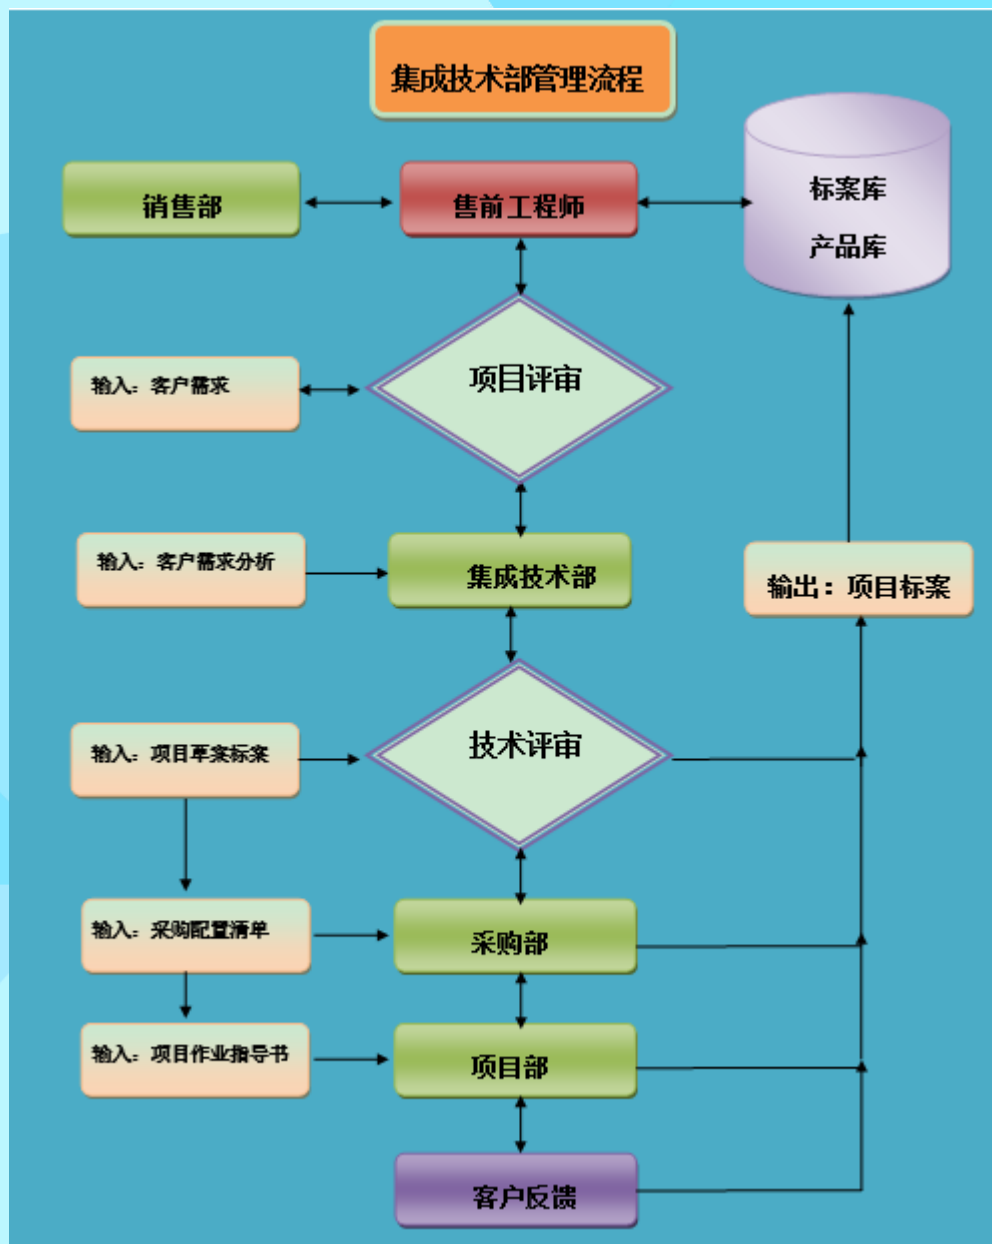 集成技术部管理流程
销售部
售前工程师
标案库
产品库
项目评审
输入：客户需求
输入：客户需求分析
集成技术部
输出：项目标案
技术评审
输入：项目草案标案
输入：采购配置清单
采购部
输入：项目作业指导书
项目部
客户反馈